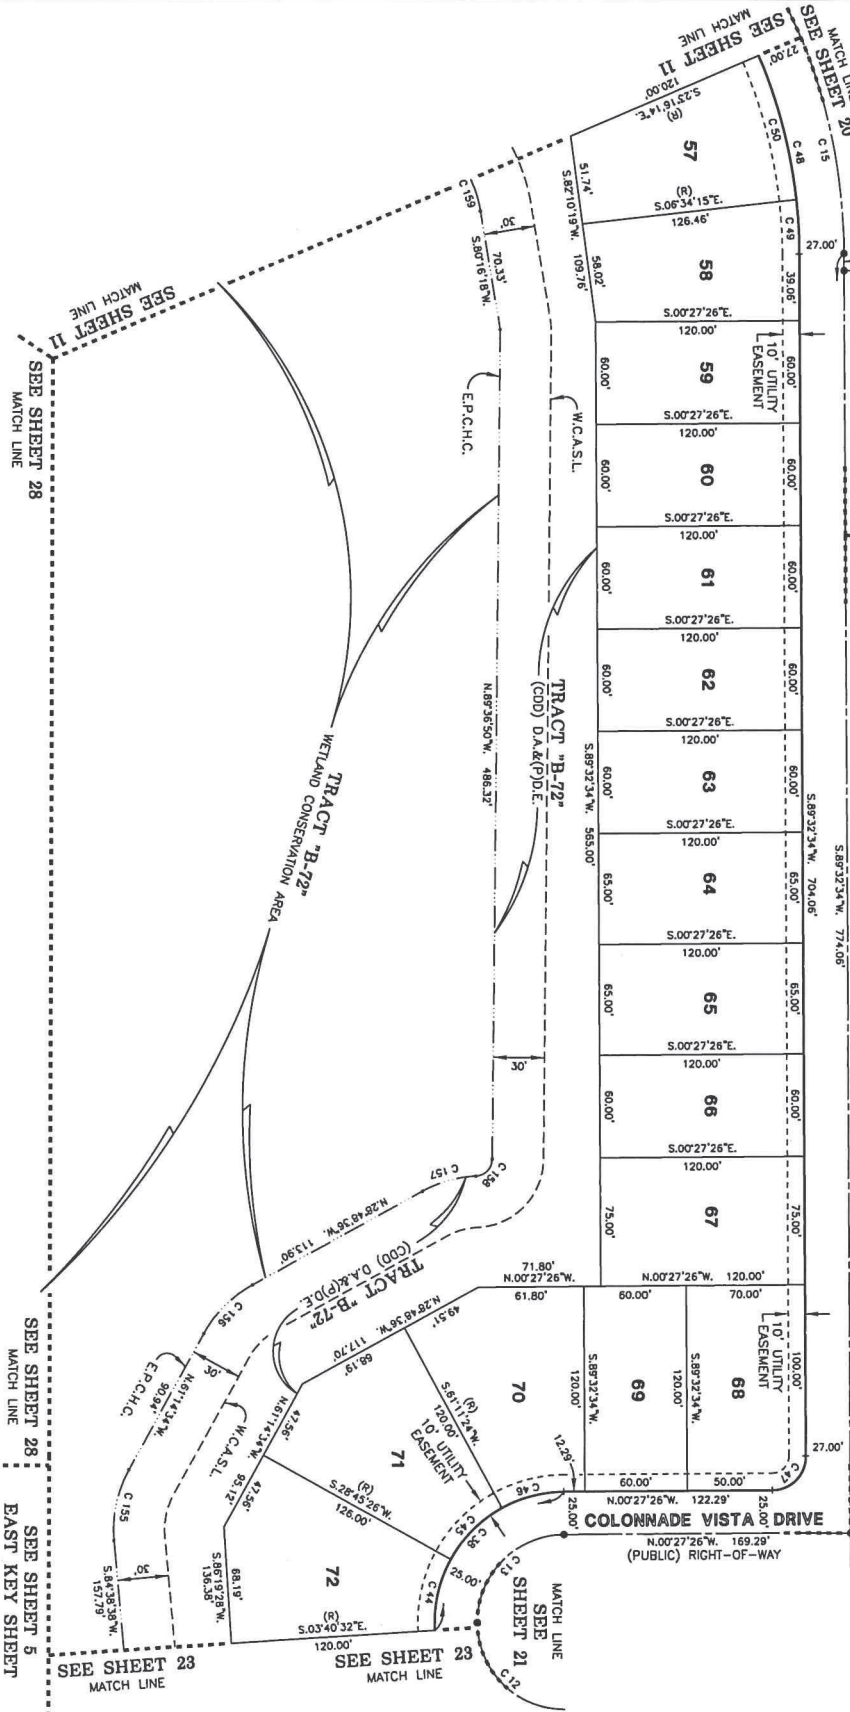 MATCH LINE
SEE SHEET 20
SEE SHEET 11
MATCH LINE
27.00'
C 15
C 48
C 50
120.00'
S.23°16'14"E.
(R)
57
(R)
S.06°34'15"E.
126.46'
C 49
27.00'
51.74'
S.82°10'19"W. 109.76'
58.02'
58
39.06'
S.00°27'26"E.
120.00'
10' UTILITY
EASEMENT
60.00'
59
60.00'
S.00°27'26"E.
120.00'
60.00'
60
60.00'
S.00°27'26"E.
120.00'
60.00'
61
60.00'
S.00°27'26"E.
120.00'
60.00'
62
60.00'
S.00°27'26"E.
120.00'
60.00'
63
60.00'
S.00°27'26"E.
120.00'
65.00'
64
65.00'
S.00°27'26"E.
120.00'
65.00'
65
65.00'
S.00°27'26"E.
120.00'
60.00'
66
60.00'
S.00°27'26"E.
120.00'
75.00'
67
75.00'
S.89°32'34"W. 565.00'
S.89°32'34"W. 704.06'
S.89°32'34"W. 774.06'
C 159
30'
70.33'
S.80°16'18"W.
E.P.C.H.C.
W.C.A.S.L.
SEE SHEET 11
MATCH LINE
SEE SHEET 28
MATCH LINE
TRACT "B-72"
(CDD) D.A.&(P)D.E.
N.89°36'50"W. 486.32'
TRACT "B-72"
WETLAND CONSERVATION AREA
30'
C 158
C 157
N.28°48'36"W. 113.90'
TRACT "B-72"
(CDD) D.A.&(P)D.E.
71.80'
N.00°27'26"W.
61.80'
N.00°27'26"W. 120.00'
60.00'
70.00'
10' UTILITY
EASEMENT
100.00'
27.00'
C 47
68
S.89°32'34"W.
120.00'
69
S.89°32'34"W.
120.00'
70
49.51'
N.28°48'36"W. 117.70'
68.19'
(R)
S.61°11'24"W.
120.00'
10' UTILITY
EASEMENT
12.29'
60.00'
50.00'
25.00'
N.00°27'26"W. 122.29'
25.00'
COLONNADE VISTA DRIVE
N.00°27'26"W. 169.29'
(PUBLIC) RIGHT-OF-WAY
C 46
C 45
C 38
25.00'
C 44
C 13
C 12
MATCH LINE
SEE
SHEET 21
71
(R)
S.28°45'26"W.
126.00'
47.56'
N.61°14'34"W. 95.12'
47.56'
72
(R)
S.03°40'32"E.
120.00'
68.19'
S.86°19'28"W.
136.38'
C 156
30'
E.P.C.H.C.
N.61°14'34"W.
90.94'
W.C.A.S.L.
C 155
30'
S.84°38'38"W.
157.79'
SEE SHEET 23
MATCH LINE
SEE SHEET 23
MATCH LINE
SEE SHEET 28
MATCH LINE
SEE SHEET 5
EAST KEY SHEET